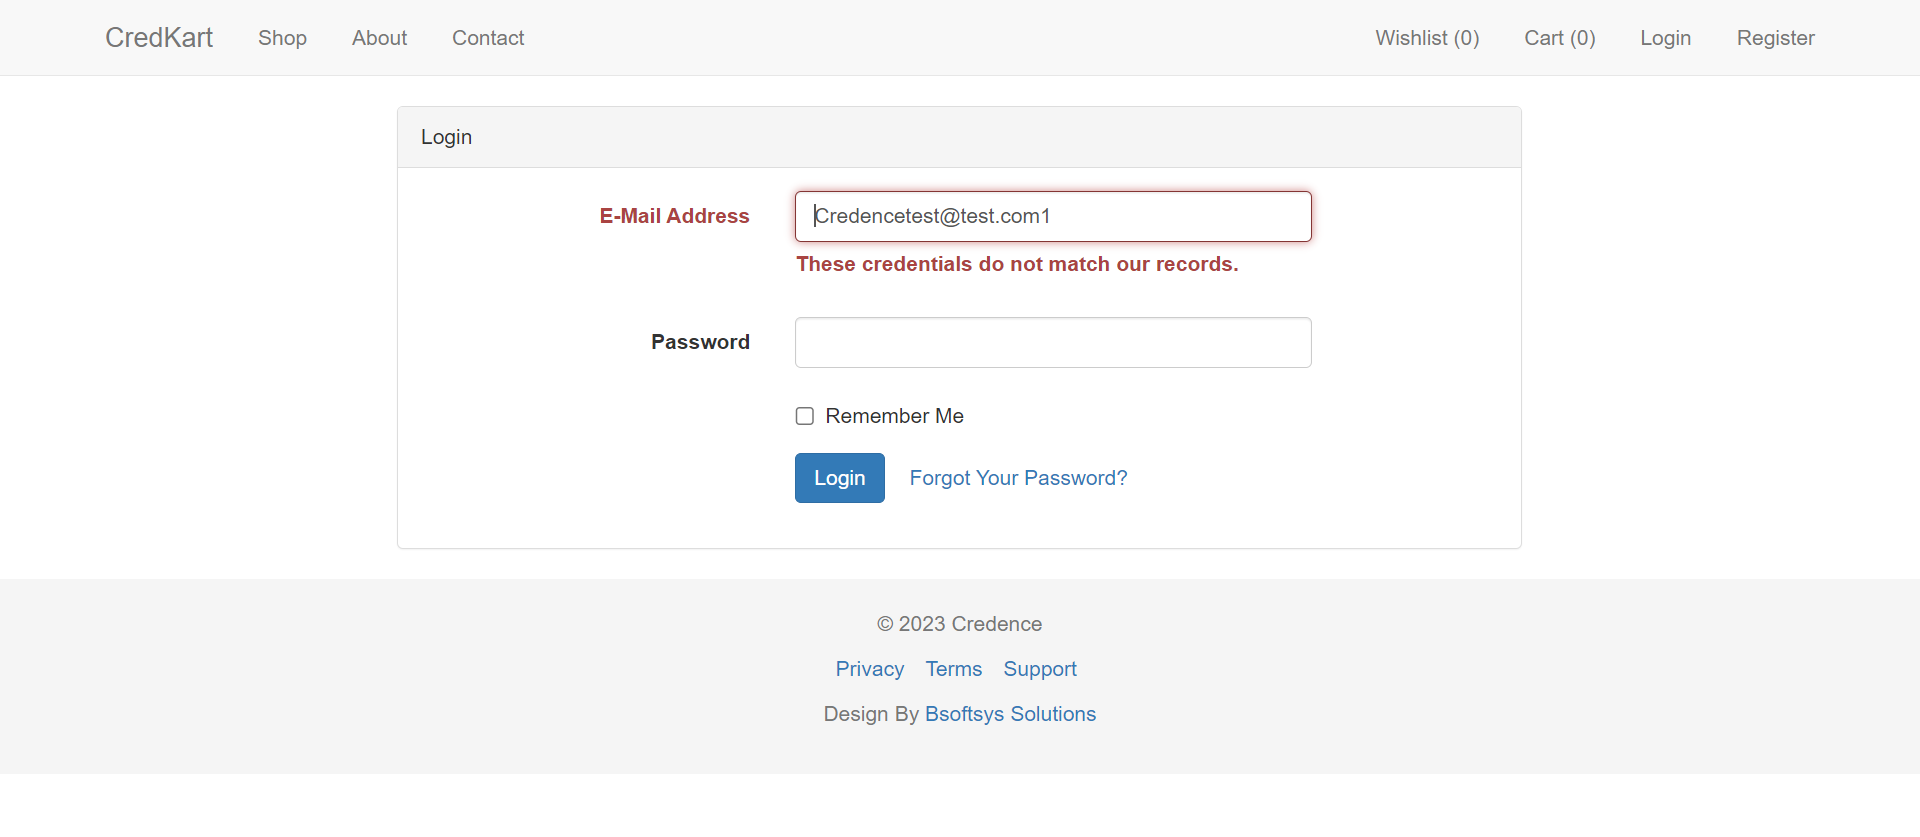 CredKart Shop About Contact Wishlist (0) Cart (0) Login Register
Login
E-Mail Address Credencetest@test.com1
These credentials do not match our records.
Password
Remember Me
Login Forgot Your Password?
© 2023 Credence
Privacy Terms Support
Design By Bsoftsys Solutions